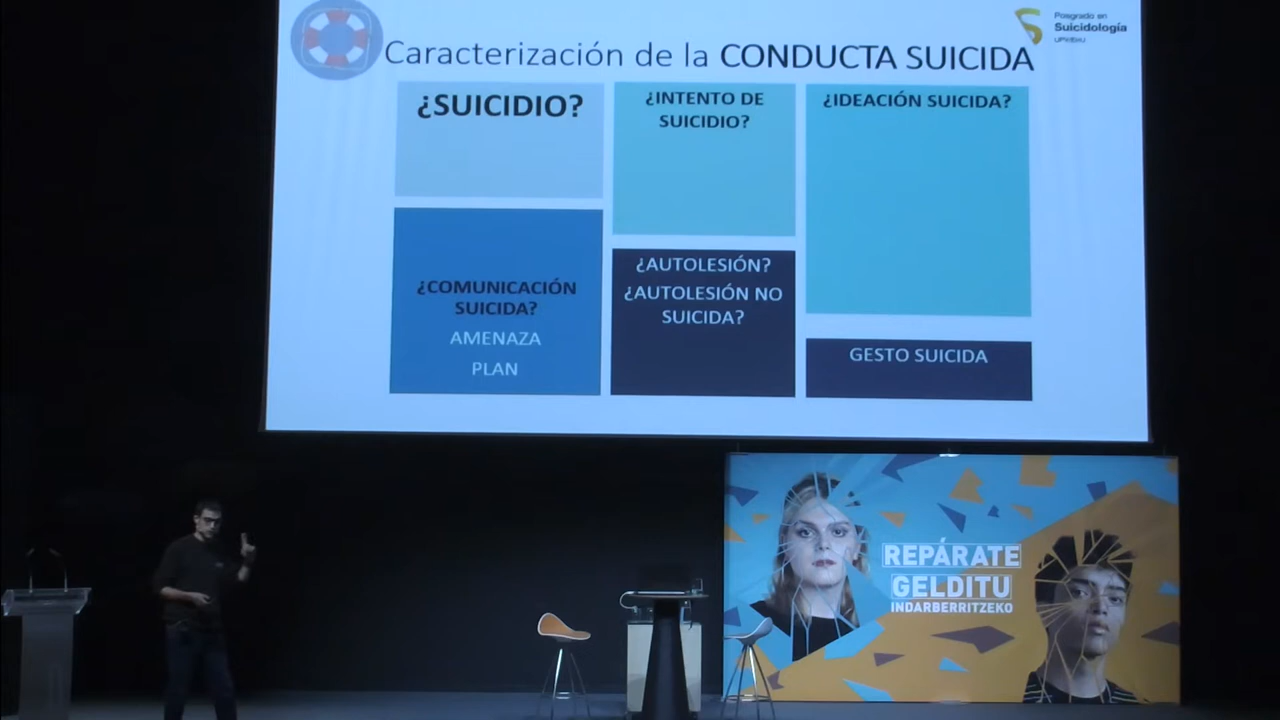 Posgrado en
Suicidología
Caracterización de la CONDUCTA SUICIDA
¿SUICIDIO?
¿INTENTO DE
SUICIDIO?
¿IDEACIÓN SUICIDA?
¿COMUNICACIÓN
SUICIDA?
AMENAZA
PLAN
¿AUTOLESIÓN?
¿AUTOLESIÓN NO
SUICIDA?
GESTO SUICIDA
REPÁRATE
GELDITU
INDARBERRITZEKO